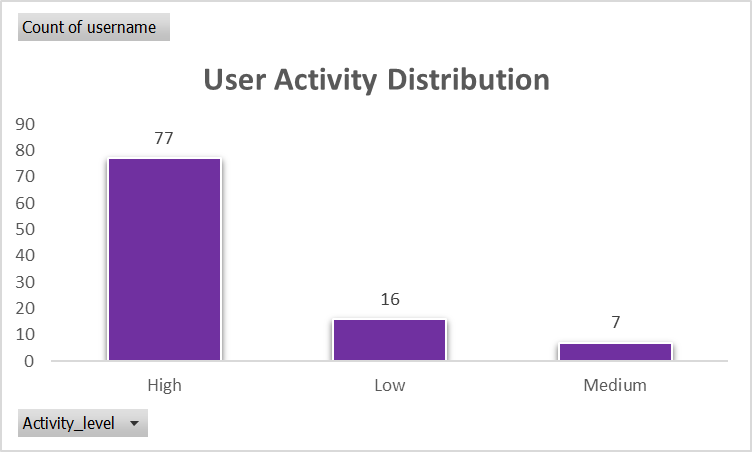 Count of username
User Activity Distribution
90
80
70
60
50
40
30
20
10
0
77
16
7
High
Low
Medium
Activity_level